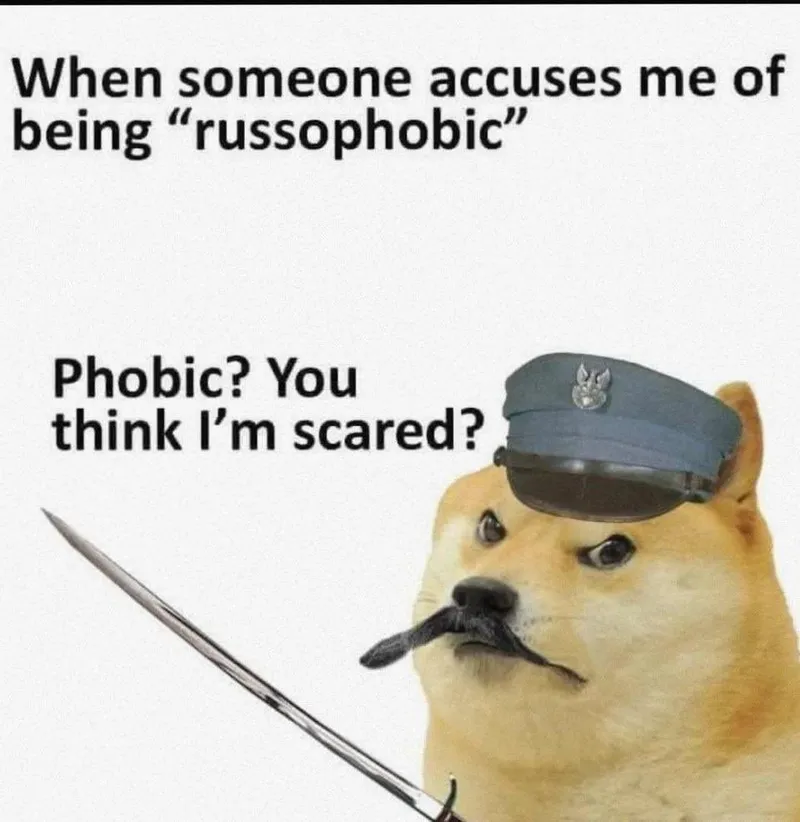 When someone accuses me of
being “russophobic”
Phobic? You
think I’m scared?